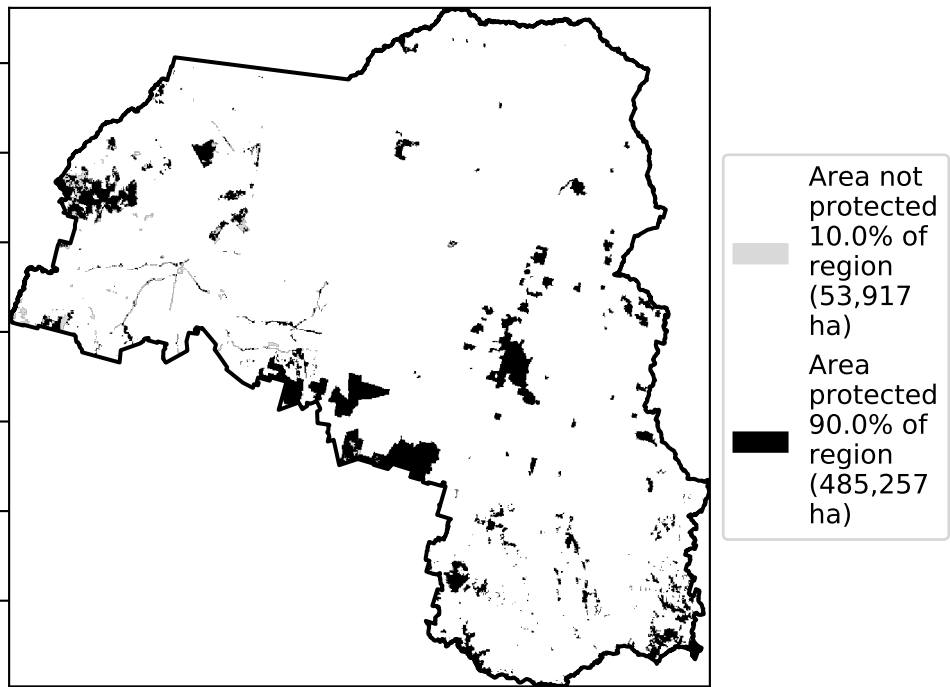 Area not
protected
10.0% of
region
(53,917
ha)
Area
protected
90.0% of
region
(485,257
ha)